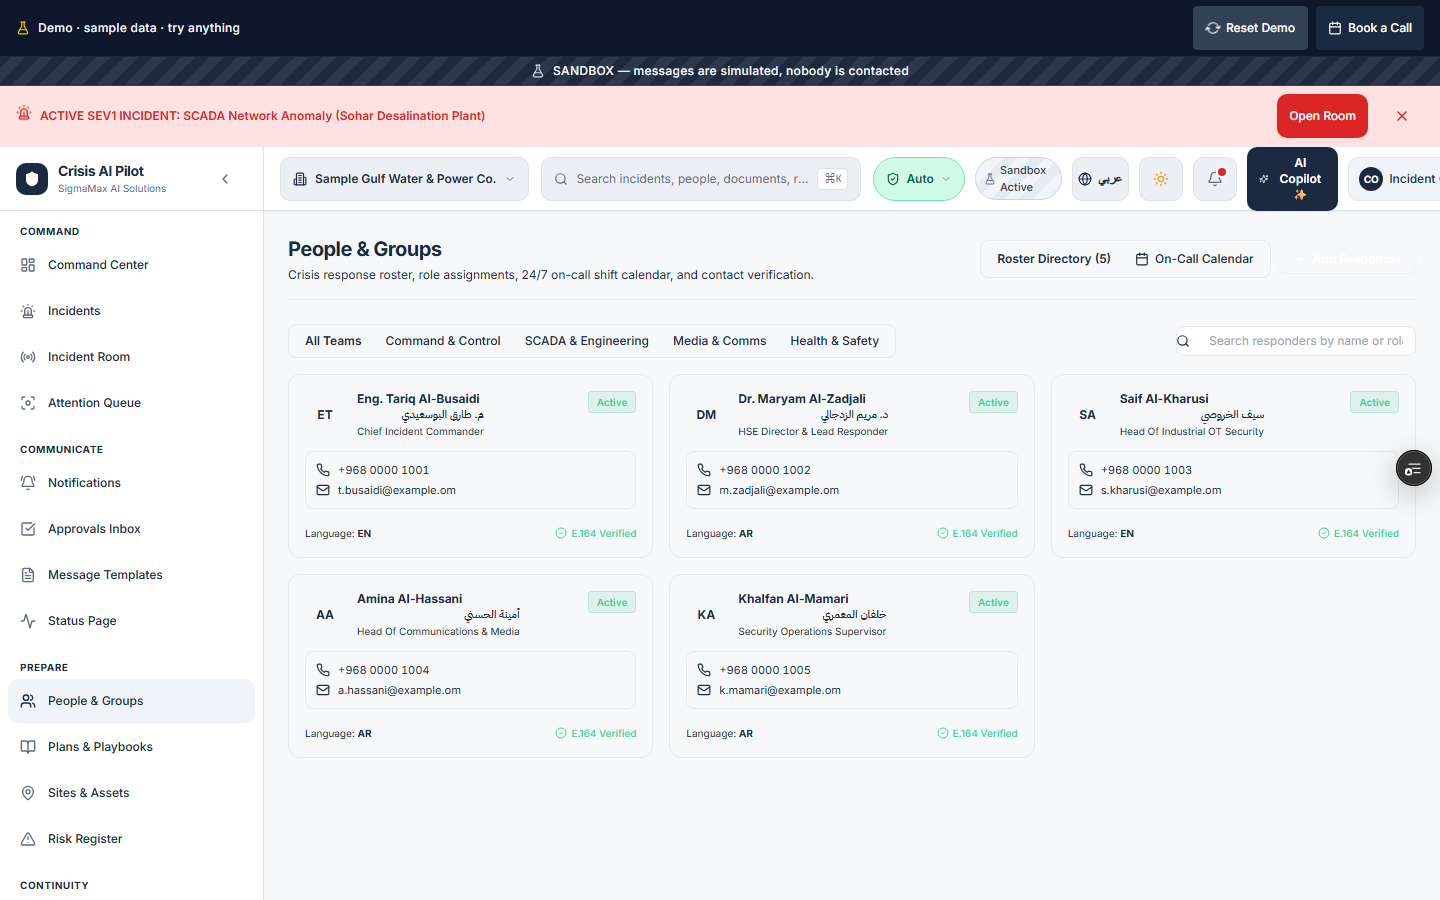 Demo · sample data · try anything
Reset Demo
Book a Call
SANDBOX — messages are simulated, nobody is contacted
ACTIVE SEV1 INCIDENT: SCADA Network Anomaly (Sohar Desalination Plant)
Open Room
Crisis AI Pilot
SigmaMax AI Solutions
Sample Gulf Water & Power Co.
Search incidents, people, documents, r...
⌘K
Auto
Sandbox
Active
عربي
AI
Copilot
✨
CO
Incident
COMMAND
Command Center
Incidents
Incident Room
Attention Queue
COMMUNICATE
Notifications
Approvals Inbox
Message Templates
Status Page
PREPARE
People & Groups
Plans & Playbooks
Sites & Assets
Risk Register
CONTINUITY
People & Groups
Crisis response roster, role assignments, 24/7 on-call shift calendar, and contact verification.
Roster Directory (5)
On-Call Calendar
+ Add Responder
All Teams
Command & Control
SCADA & Engineering
Media & Comms
Health & Safety
Search responders by name or role
ET
Eng. Tariq Al-Busaidi
م. طارق البوسعيدي
Chief Incident Commander
Active
+968 0000 1001
t.busaidi@example.om
Language: EN
E.164 Verified
DM
Dr. Maryam Al-Zadjali
د. مريم الزدجالي
HSE Director & Lead Responder
Active
+968 0000 1002
m.zadjali@example.om
Language: AR
E.164 Verified
SA
Saif Al-Kharusi
سيف الخروصي
Head Of Industrial OT Security
Active
+968 0000 1003
s.kharusi@example.om
Language: EN
E.164 Verified
AA
Amina Al-Hassani
أمينة الحسني
Head Of Communications & Media
Active
+968 0000 1004
a.hassani@example.om
Language: AR
E.164 Verified
KA
Khalfan Al-Mamari
خلفان المعمري
Security Operations Supervisor
Active
+968 0000 1005
k.mamari@example.om
Language: AR
E.164 Verified